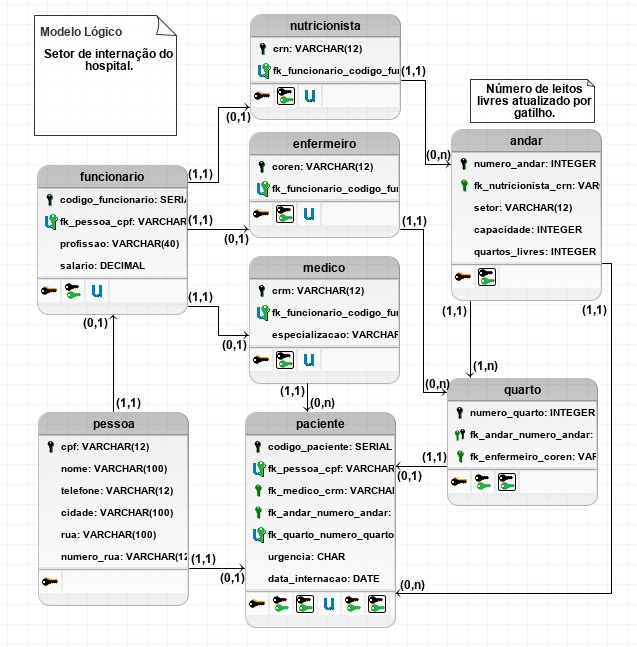 Modelo Lógico
Setor de internação do
hospital.
nutricionista
crn: VARCHAR(12)
fk_funcionario_codigo_fu
(1,1)
(0,1)
Número de leitos
livres atualizado por
gatilho.
enfermeiro
coren: VARCHAR(12)
fk_funcionario_codigo_fu
(1,1)
(0,1)
(0,n)
andar
numero_andar: INTEGER
fk_nutricionista_crn: VAR
setor: VARCHAR(12)
capacidade: INTEGER
quartos_livres: INTEGER
(1,1)
(1,1)
funcionario
codigo_funcionario: SERI
fk_pessoa_cpf: VARCHAR
profissao: VARCHAR(40)
salario: DECIMAL
(1,1)
(1,1)
(1,1)
(0,1)
medico
crm: VARCHAR(12)
fk_funcionario_codigo_fu
especializacao: VARCHAR
(0,1)
(1,1)
(0,n)
(1,n)
(0,n)
quarto
numero_quarto: INTEGER
fk_andar_numero_andar:
fk_enfermeiro_coren: VAR
(1,1)
(0,1)
pessoa
cpf: VARCHAR(12)
nome: VARCHAR(100)
telefone: VARCHAR(12)
cidade: VARCHAR(100)
rua: VARCHAR(100)
numero_rua: VARCHAR(12
(1,1)
(1,1)
(0,1)
paciente
codigo_paciente: SERIAL
fk_pessoa_cpf: VARCHAR
fk_medico_crm: VARCHA
fk_andar_numero_andar:
fk_quarto_numero_quarto
urgencia: CHAR
data_internacao: DATE
(0,n)